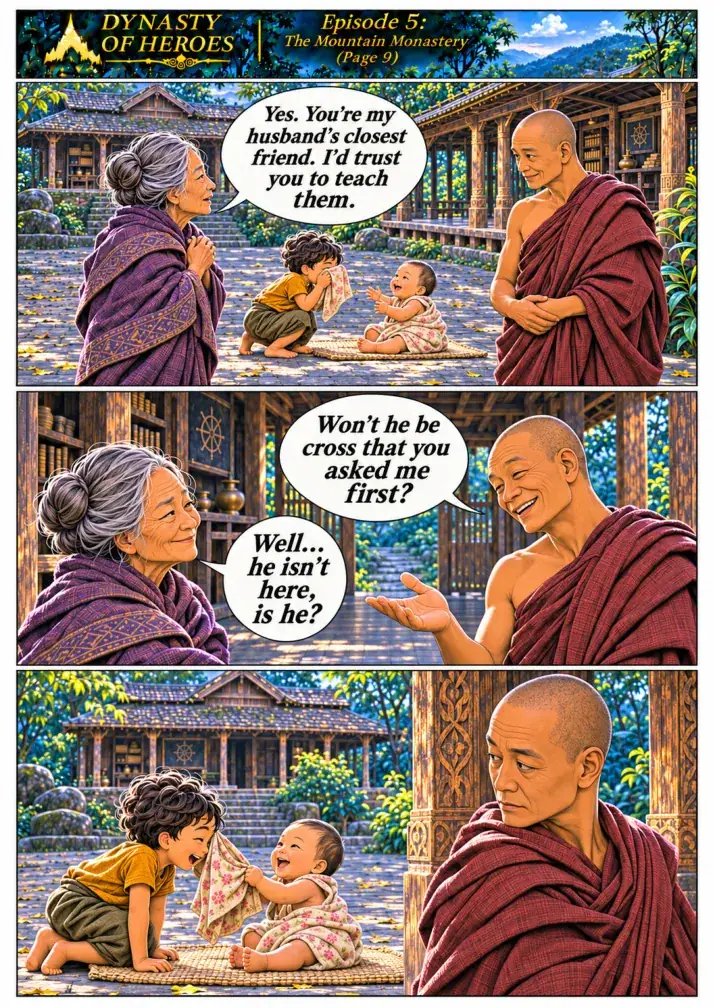 DYNASTY
OF HEROES
Episode 5:
The Mountain Monastery
(Page 9)
Yes. You're my
husband's closest
friend. I'd trust
you to teach
them.
Won't he be
cross that you
asked me
first?
Well...
he isn't
here,
is he?